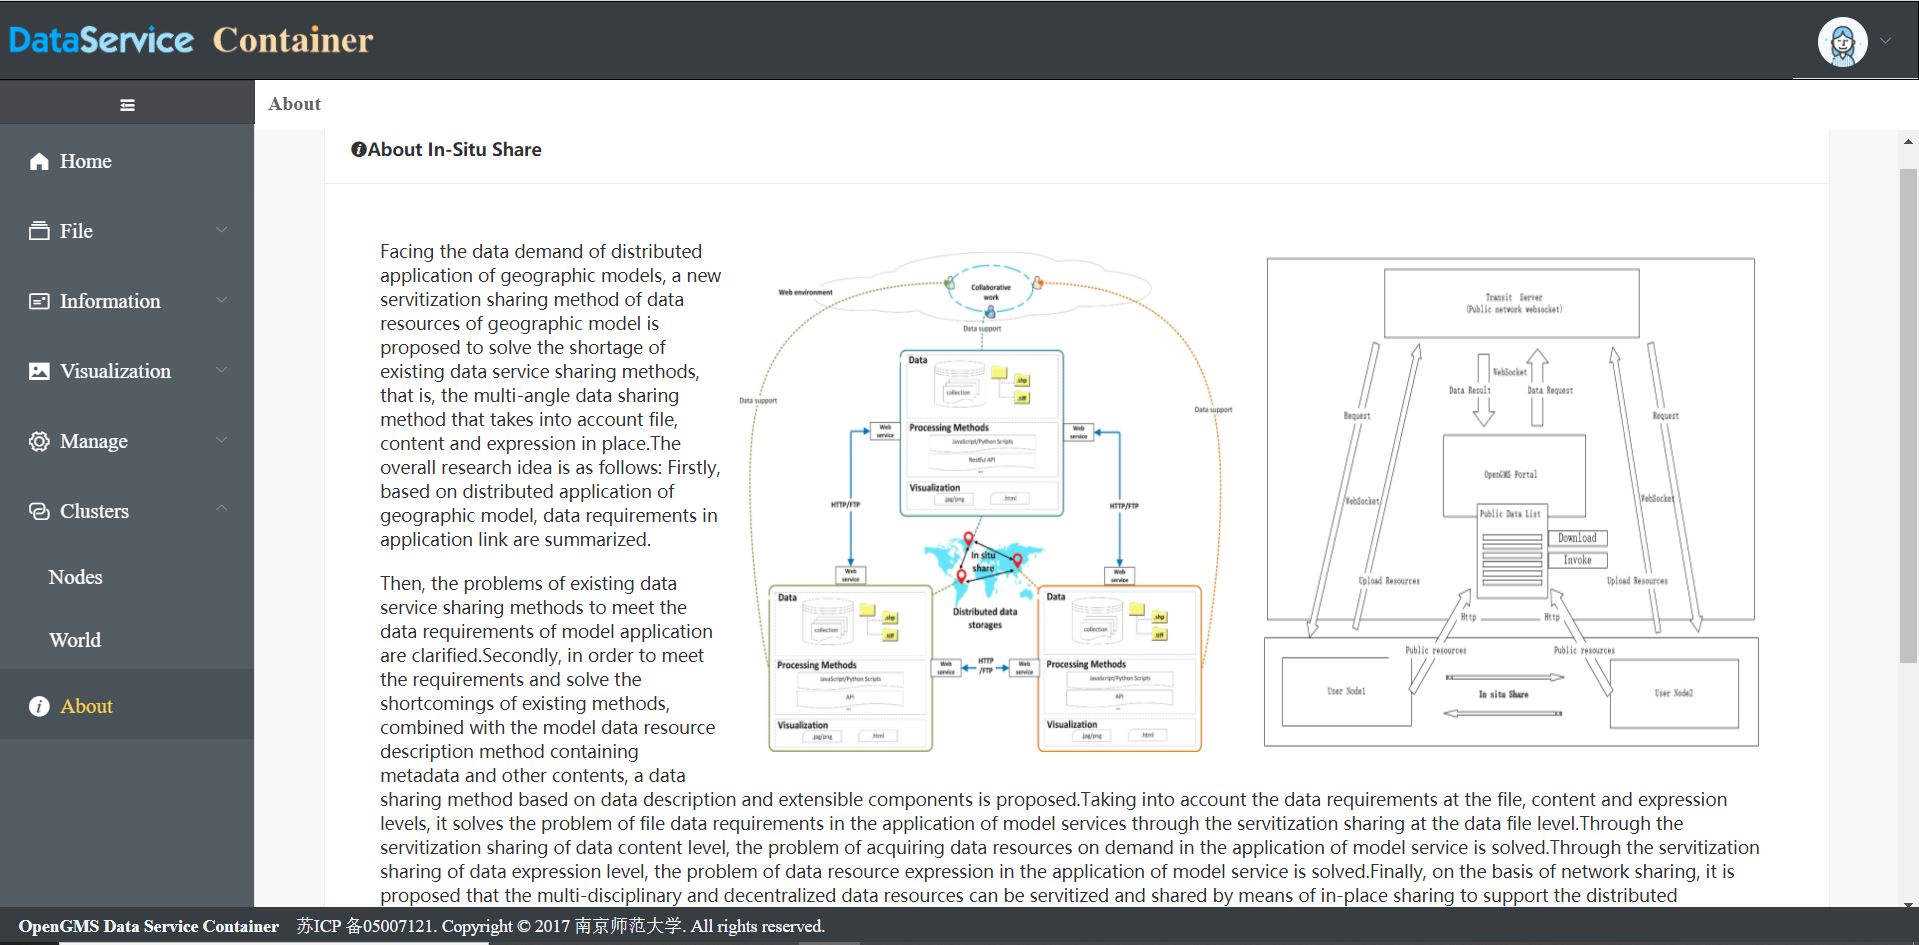 DataService Container
About
Home
File
Information
Visualization
Manage
Clusters
Nodes
World
About
About In-Situ Share
Facing the data demand of distributed
application of geographic models, a new
servitization sharing method of data
resources of geographic model is
proposed to solve the shortage of
existing data service sharing methods,
that is, the multi-angle data sharing
method that takes into account file,
content and expression in place.The
overall research idea is as follows: Firstly,
based on distributed application of
geographic model, data requirements in
application link are summarized.
Then, the problems of existing data
service sharing methods to meet the
data requirements of model application
are clarified.Secondly, in order to meet
the requirements and solve the
shortcomings of existing methods,
combined with the model data resource
description method containing
metadata and other contents, a data
sharing method based on data description and extensible components is proposed.Taking into account the data requirements at the file, content and expression
levels, it solves the problem of file data requirements in the application of model services through the servitization sharing at the data file level.Through the
servitization sharing of data content level, the problem of acquiring data resources on demand in the application of model service is solved.Through the servitization
sharing of data expression level, the problem of data resource expression in the application of model service is solved.Finally, on the basis of network sharing, it is
proposed that the multi-disciplinary and decentralized data resources can be servitized and shared by means of in-place sharing to support the distributed
Web environment
Collaborative
work
Data support
Data support
Data support
Data
collection
.shp
.tiff
Processing Methods
JavaScript/Python Scripts
Restful API
...
Visualization
.jpg/png
.html
Web
service
Web
service
HTTP/FTP
HTTP/FTP
Web
service
Web
service
In situ
share
Distributed data
storages
Data
collection
.shp
.tiff
Processing Methods
JavaScript/Python Scripts
API
...
Visualization
.jpg/png
.html
Web
service
HTTP
/FTP
Web
service
Data
collection
.shp
.tiff
Processing Methods
JavaScript/Python Scripts
API
...
Visualization
.jpg/png
.html
Transit Server
(Public network websocket)
WebSocket
Data Result
Data Request
Request
Request
OpenGMS Portal
WebSocket
WebSocket
Public Data List
Download
Invoke
Upload Resources
Upload Resources
Http
Http
Public resources
Public resources
User Node1
In situ Share
User Node2
OpenGMS Data Service Container 苏ICP 备05007121. Copyright © 2017 南京师范大学. All rights reserved.